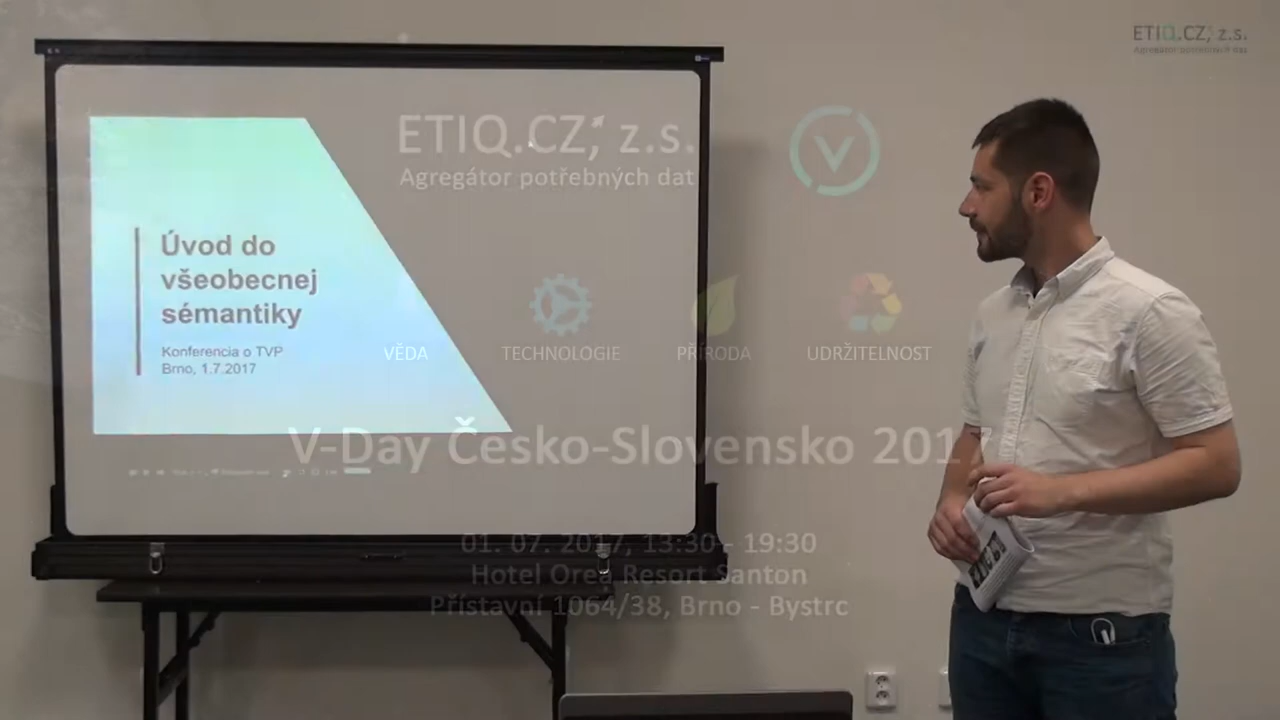 ETIQ.CZ, z.s.
Agregátor potřebných dat
ETIQ.CZ, z.s.
Agregátor potřebných dat
V
Úvod do
všeobecnej
sémantiky
Konferencia o TVP
Brno, 1.7.2017
VĚDA
TECHNOLOGIE
PŘÍRODA
UDRŽITELNOST
V-Day Česko-Slovensko 2017
01. 07. 2017, 13:30 - 19:30
Hotel Orea Resort Santon
Přístavní 1064/38, Brno - Bystrc